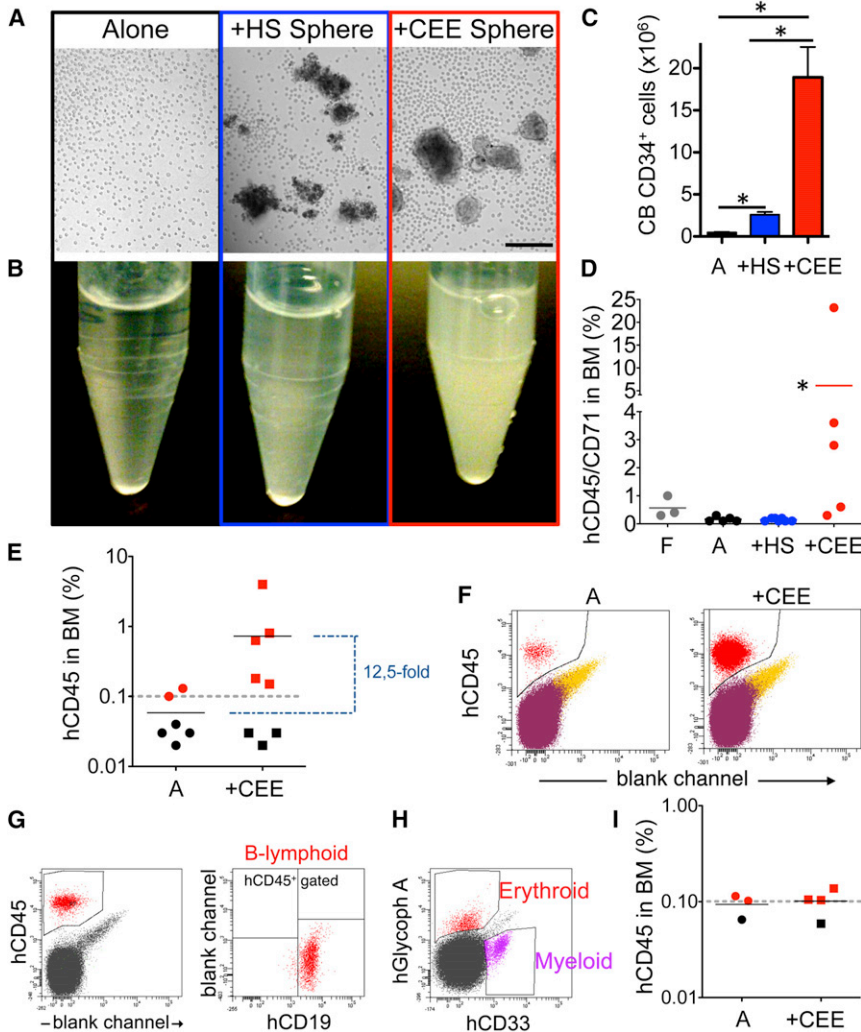 A
Alone
+HS Sphere
+CEE Sphere
B
C
CB CD34⁺ cells (x10⁶)
20
15
10
5
0
*
*
*
A +HS +CEE
D
hCD45/CD71 in BM (%)
25
20
15
10
5
4
3
2
1
0
*
F A +HS +CEE
E
hCD45 in BM (%)
10
1
0.1
0.01
12,5-fold
A +CEE
F
A
+CEE
hCD45
blank channel
G
hCD45
blank channel
B-lymphoid
hCD45⁺ gated
blank channel
hCD19
H
hGlycoph A
Erythroid
Myeloid
hCD33
I
hCD45 in BM (%)
1.00
0.10
0.01
A +CEE